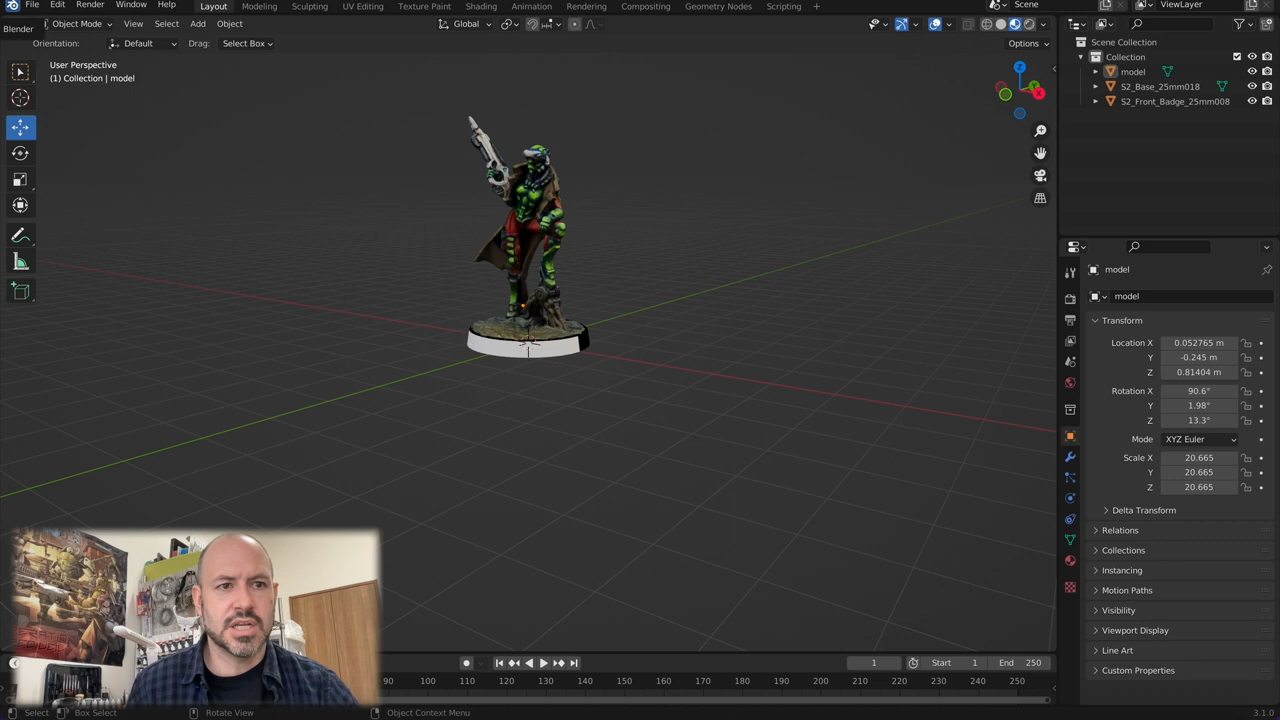 File Edit Render Window Help Layout Modeling Sculpting UV Editing Texture Paint Shading Animation Rendering Compositing Geometry Nodes Scripting + Scene ViewLayer
Blender Object Mode View Select Add Object Global
Orientation: Default Drag: Select Box Options
User Perspective
(1) Collection | model
Z
Y
X
Scene Collection
Collection
model
S2_Base_25mm018
S2_Front_Badge_25mm008
model
model
Transform
Location X 0.052765 m
Y -0.245 m
Z 0.81404 m
Rotation X 90.6°
Y 1.98°
Z 13.3°
Mode XYZ Euler
Scale X 20.665
Y 20.665
Z 20.665
Delta Transform
Relations
Collections
Instancing
Motion Paths
Visibility
Viewport Display
Line Art
Custom Properties
1 Start 1 End 250
90 100 110 120 130 140 150 160 170 180 190 200 210 220 230 240 250
Select Box Select Rotate View Object Context Menu 3.1.0